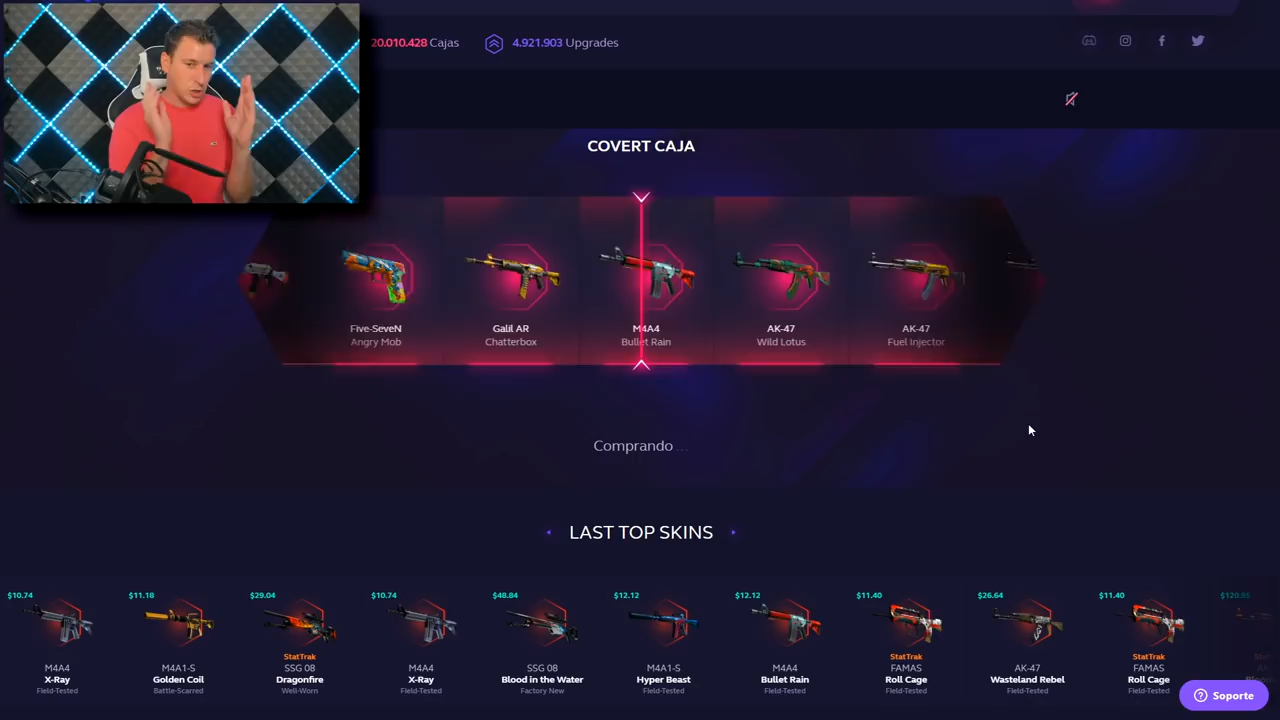 20.010.428 Cajas
4.921.903 Upgrades
COVERT CAJA
Five-SeveN
Angry Mob
Galil AR
Chatterbox
M4A4
Bullet Rain
AK-47
Wild Lotus
AK-47
Fuel Injector
Comprando ...
LAST TOP SKINS
$10.74
M4A4
X-Ray
Field-Tested
$11.18
M4A1-S
Golden Coil
Battle-Scarred
$29.04
StatTrak
SSG 08
Dragonfire
Well-Worn
$10.74
M4A4
X-Ray
Field-Tested
$48.84
SSG 08
Blood in the Water
Factory New
$12.12
M4A1-S
Hyper Beast
Field-Tested
$12.12
M4A4
Bullet Rain
Field-Tested
$11.40
StatTrak
FAMAS
Roll Cage
Field-Tested
$26.64
AK-47
Wasteland Rebel
Field-Tested
$11.40
StatTrak
FAMAS
Roll Cage
Field-Tested
Soporte